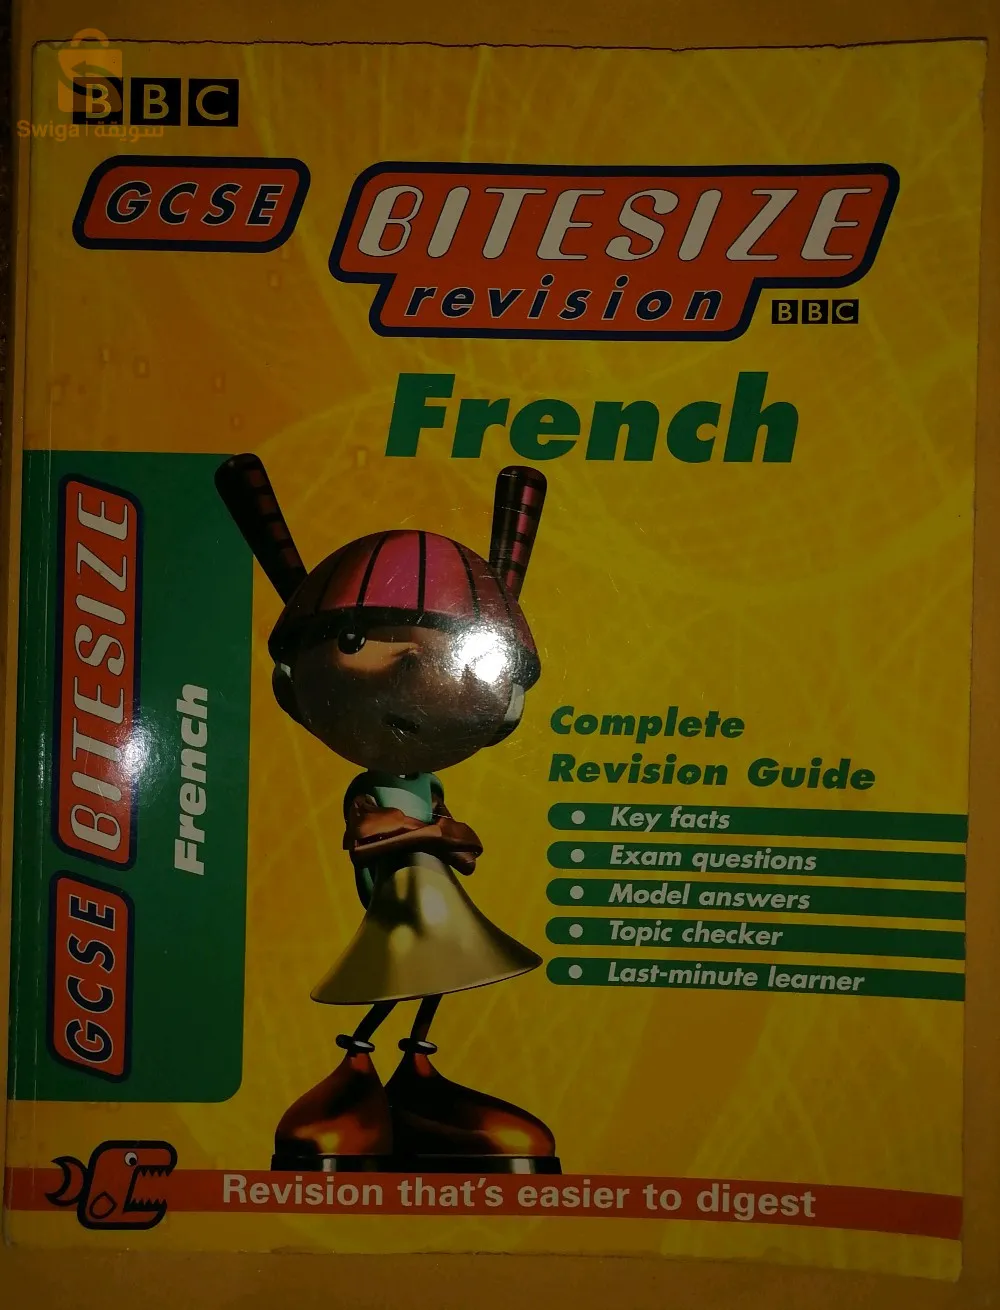 BBC
Swiga | سويقة
GCSE
BITESIZE
revision
BBC
French
GCSE BITESIZE
French
Complete
Revision Guide
• Key facts
• Exam questions
• Model answers
• Topic checker
• Last-minute learner
Revision that's easier to digest